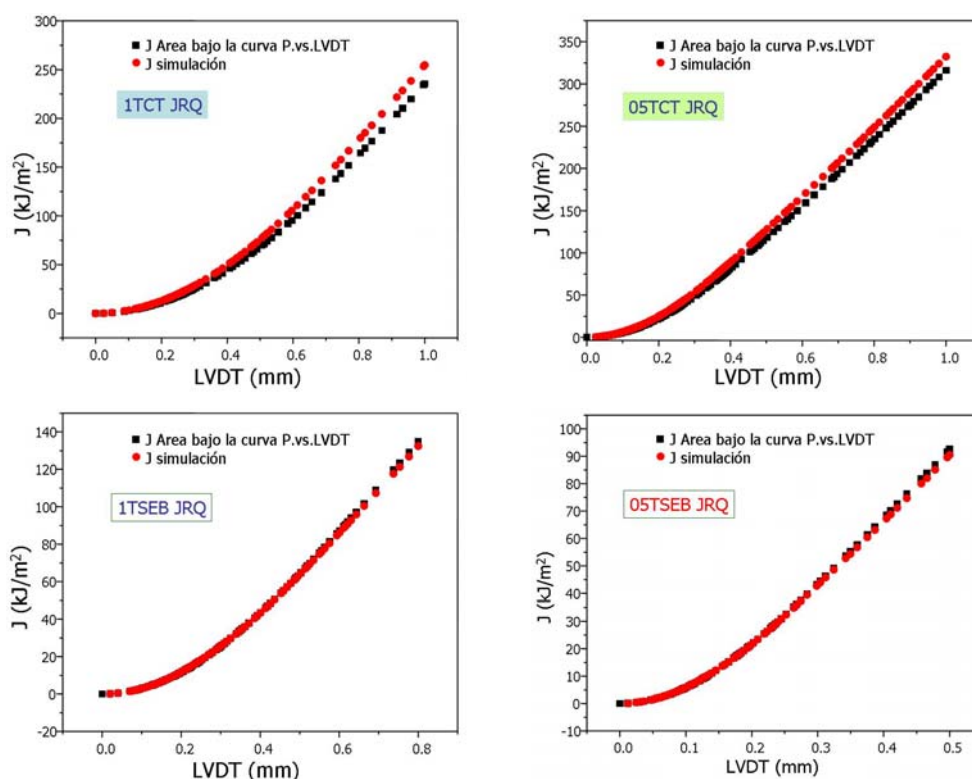 300
250
200
150
100
50
0
J (kJ/m²)
■ J Area bajo la curva P.vs.LVDT
● J simulación
1TCT JRQ
0.0 0.2 0.4 0.6 0.8 1.0
LVDT (mm)
350
300
250
200
150
100
50
0
J (kJ/m²)
■ J Area bajo la curva P.vs.LVDT
● J simulación
05TCT JRQ
0.0 0.2 0.4 0.6 0.8 1.0
LVDT (mm)
140
120
100
80
60
40
20
0
-20
J (kJ/m²)
■ J Area bajo la curva P.vs.LVDT
● J simulación
1TSEB JRQ
0.0 0.2 0.4 0.6 0.8
LVDT (mm)
100
90
80
70
60
50
40
30
20
10
0
-10
J (kJ/m²)
■ J Area bajo la curva P.vs.LVDT
● J simulación
05TSEB JRQ
0.0 0.1 0.2 0.3 0.4 0.5
LVDT (mm)